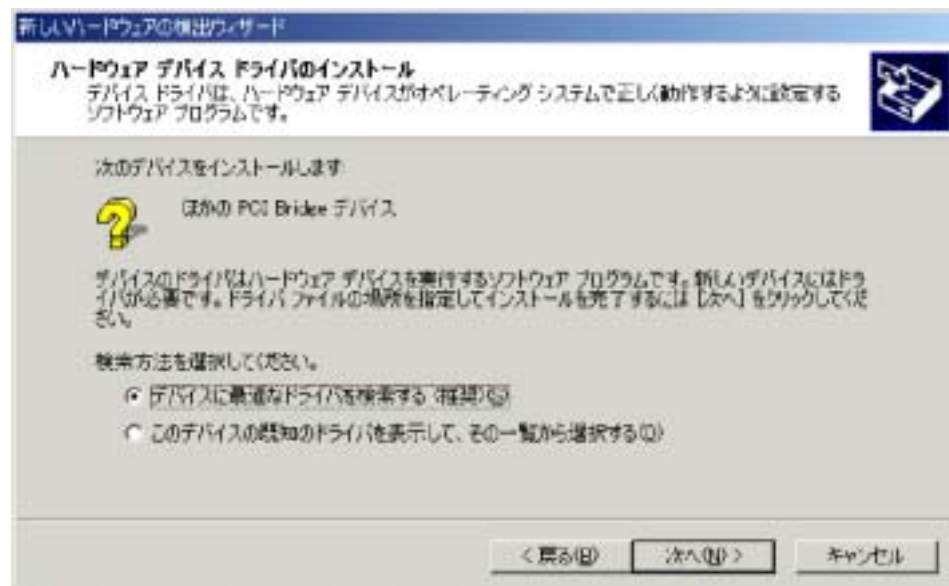 新しいハードウェアの検出ウィザード
ハードウェア デバイス ドライバのインストール
デバイス ドライバは、ハードウェア デバイスがオペレーティング システムで正しく動作するように設定する
ソフトウェア プログラムです。
次のデバイスをインストールします:
ほかの PCI Bridge デバイス
デバイスのドライバはハードウェア デバイスを実行するソフトウェア プログラムです。新しいデバイスにはドラ
イバが必要です。ドライバ ファイルの場所を指定してインストールを完了するには [次へ] をクリックしてくだ
さい。
検索方法を選択してください。
デバイスに最適なドライバを検索する (推奨)(S)
このデバイスの既知のドライバを表示して、その一覧から選択する(D)
< 戻る(B)
次へ(N) >
キャンセル